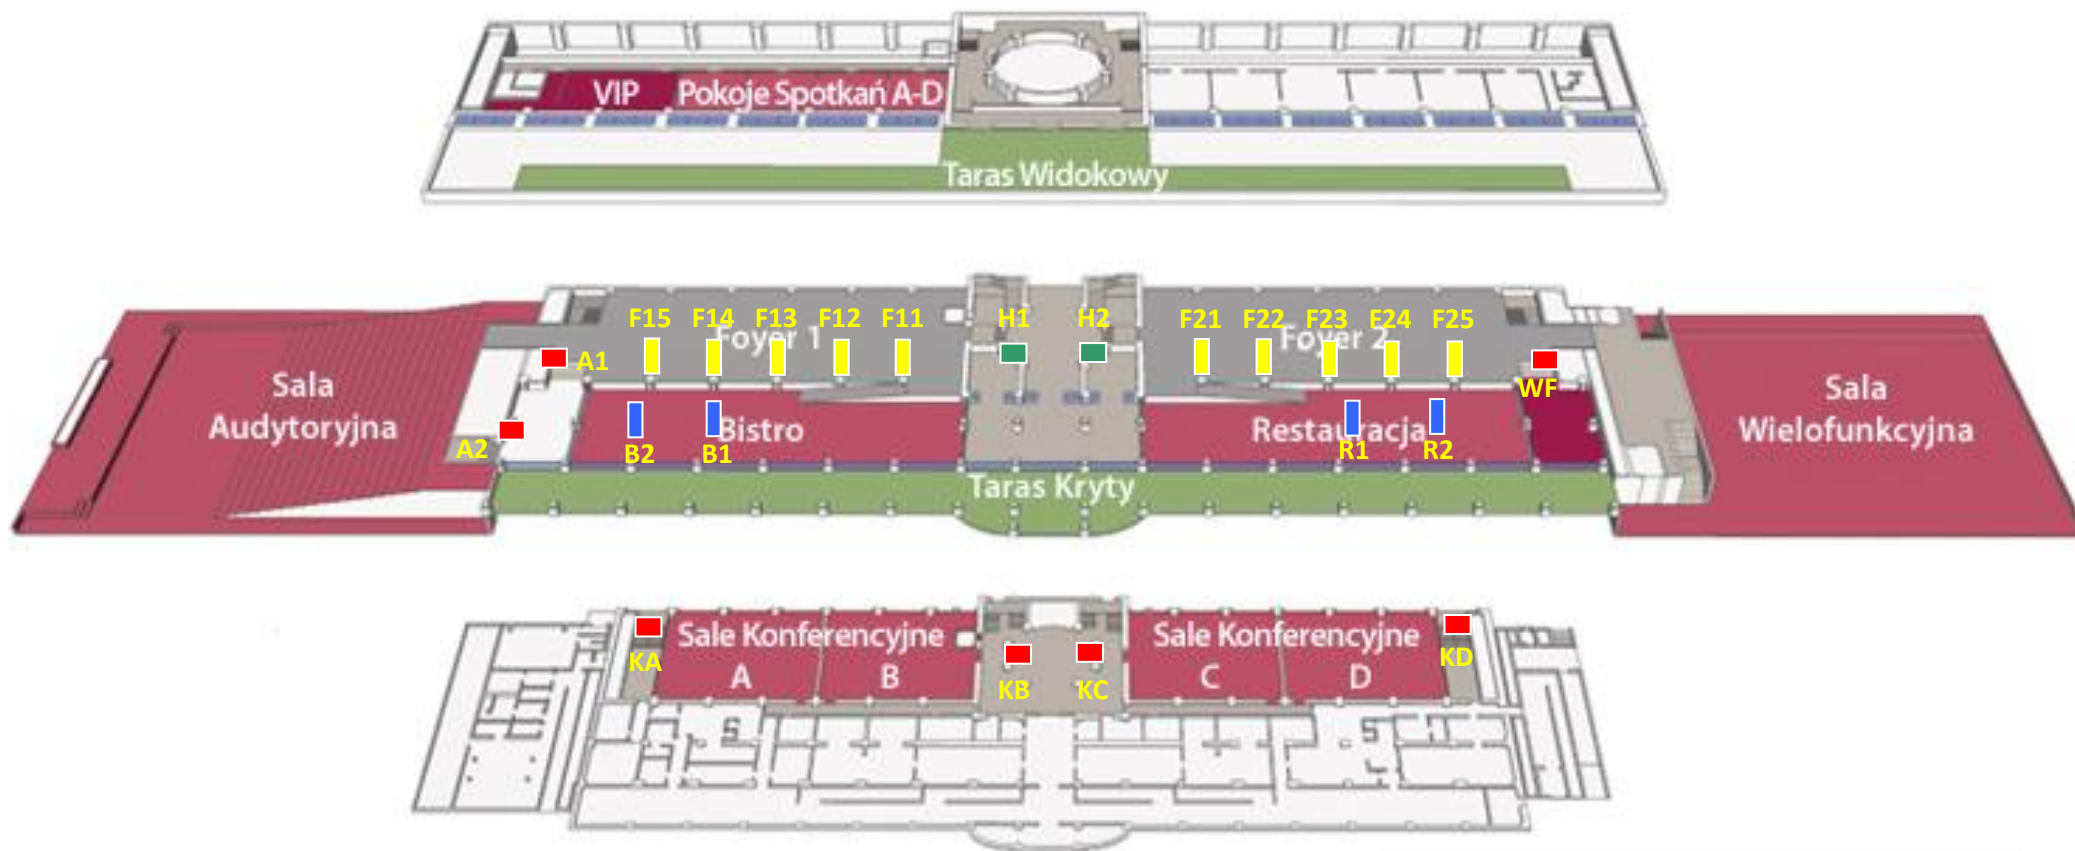 VIP
Pokoje Spotkań A-D
Taras Widokowy
F15
F14
F13
F12
F11
H1
H2
F21
F22
F23
F24
F25
Foyer 1
Foyer 2
A1
WF
Sala
Audytoryjna
Sala
Wielofunkcyjna
A2
B2
B1
Bistro
Restauracja
R1
R2
Taras Kryty
Sale Konferencyjne
A
B
Sale Konferencyjne
C
D
KA
KB
KC
KD